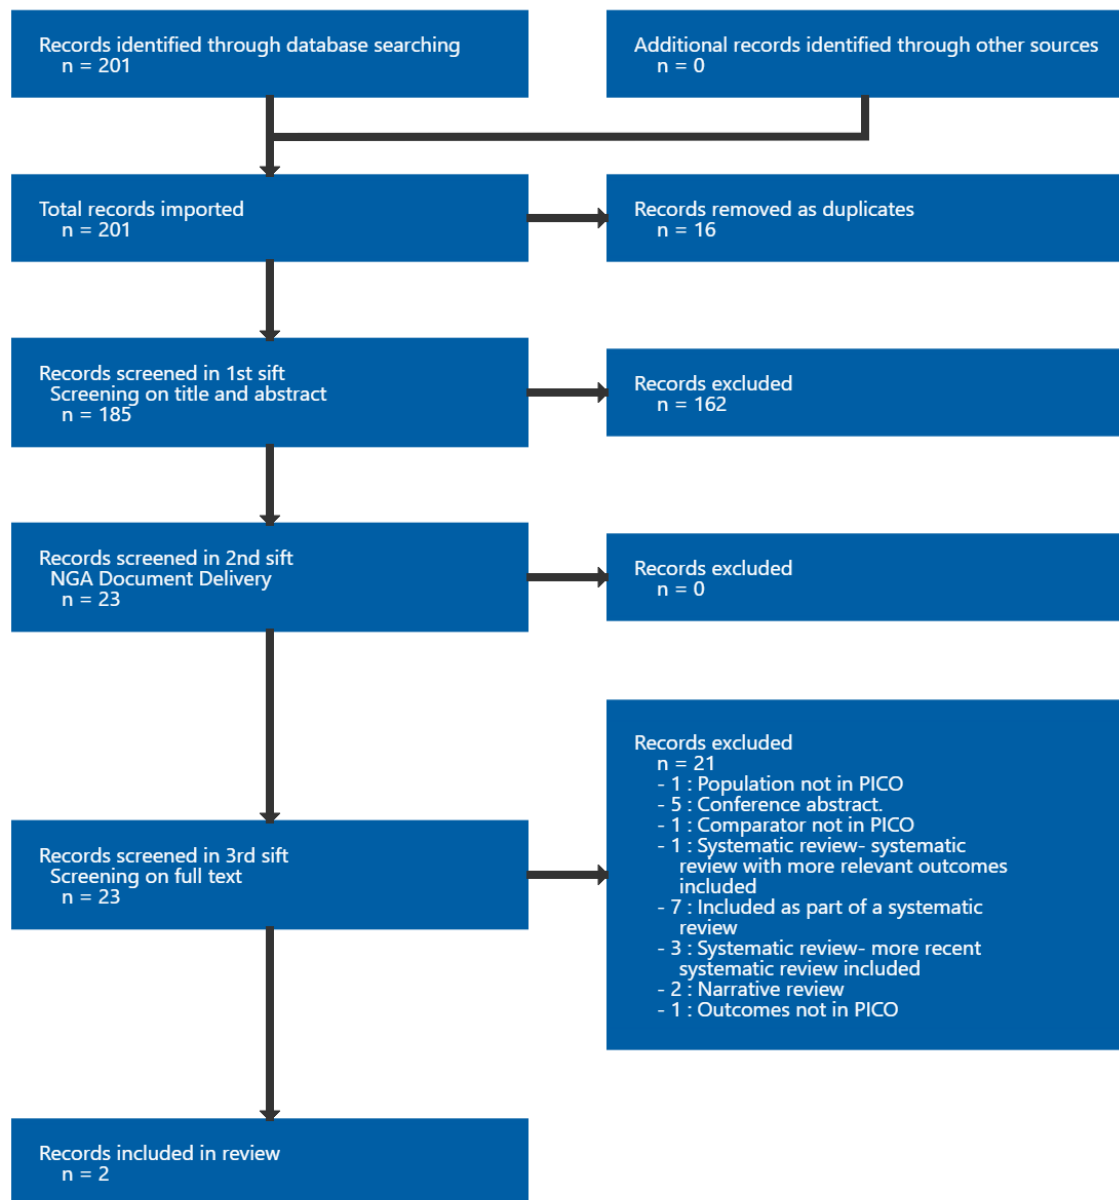 Records identified through database searching
n = 201
Additional records identified through other sources
n = 0
Total records imported
n = 201
Records removed as duplicates
n = 16
Records screened in 1st sift
Screening on title and abstract
n = 185
Records excluded
n = 162
Records screened in 2nd sift
NGA Document Delivery
n = 23
Records excluded
n = 0
Records screened in 3rd sift
Screening on full text
n = 23
Records excluded
n = 21
- 1 : Population not in PICO
- 5 : Conference abstract.
- 1 : Comparator not in PICO
- 1 : Systematic review- systematic
review with more relevant outcomes
included
- 7 : Included as part of a systematic
review
- 3 : Systematic review- more recent
systematic review included
- 2 : Narrative review
- 1 : Outcomes not in PICO
Records included in review
n = 2